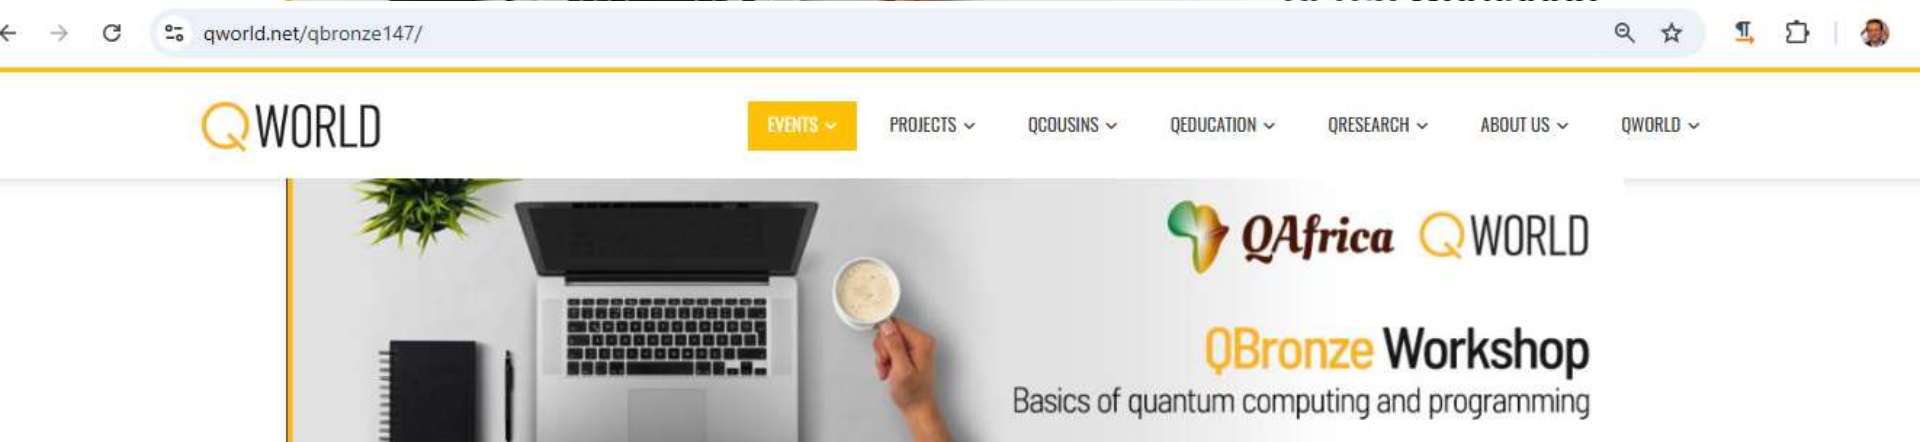 qworld.net/qbronze147/
QWORLD
EVENTS PROJECTS QCOUSINS QEDUCATION QRESEARCH ABOUT US QWORLD
QAfrica QWORLD
QBronze Workshop
Basics of quantum computing and programming